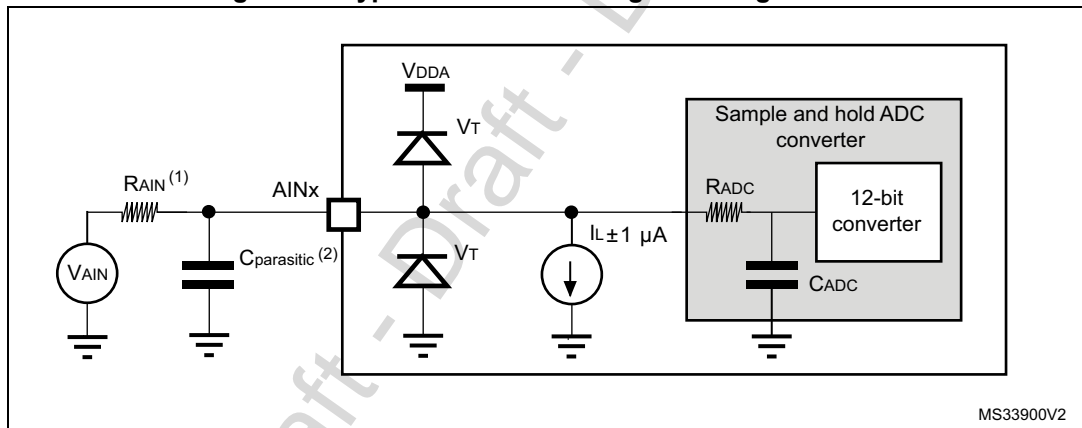 VDDA
VT
Sample and hold ADC
converter
RAIN (1)
AINx
RADC
12-bit
converter
VAIN
Cparasitic (2)
VT
IL±1 µA
CADC
MS33900V2
Draft